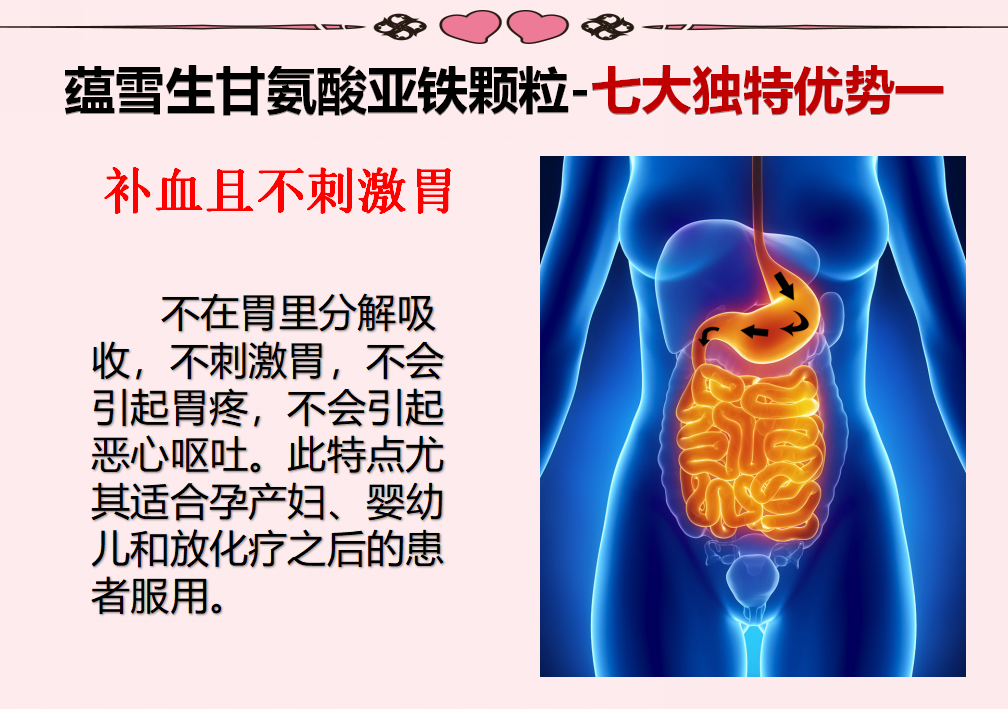 蕴雪生甘氨酸亚铁颗粒-七大独特优势一
补血且不刺激胃
不在胃里分解吸
收，不刺激胃，不会
引起胃疼，不会引起
恶心呕吐。此特点尤
其适合孕产妇、婴幼
儿和放化疗之后的患
者服用。